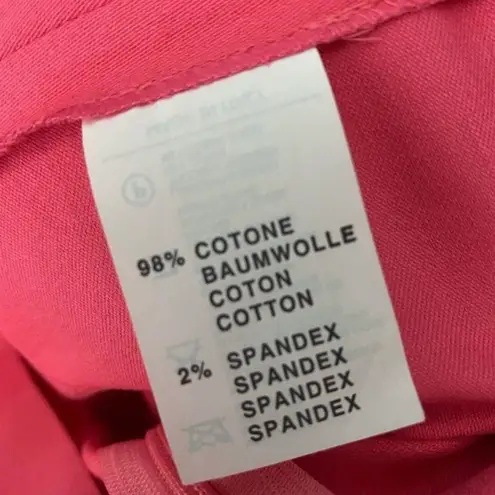 98% COTONE
BAUMWOLLE
COTON
COTTON
2% SPANDEX
SPANDEX
SPANDEX
SPANDEX